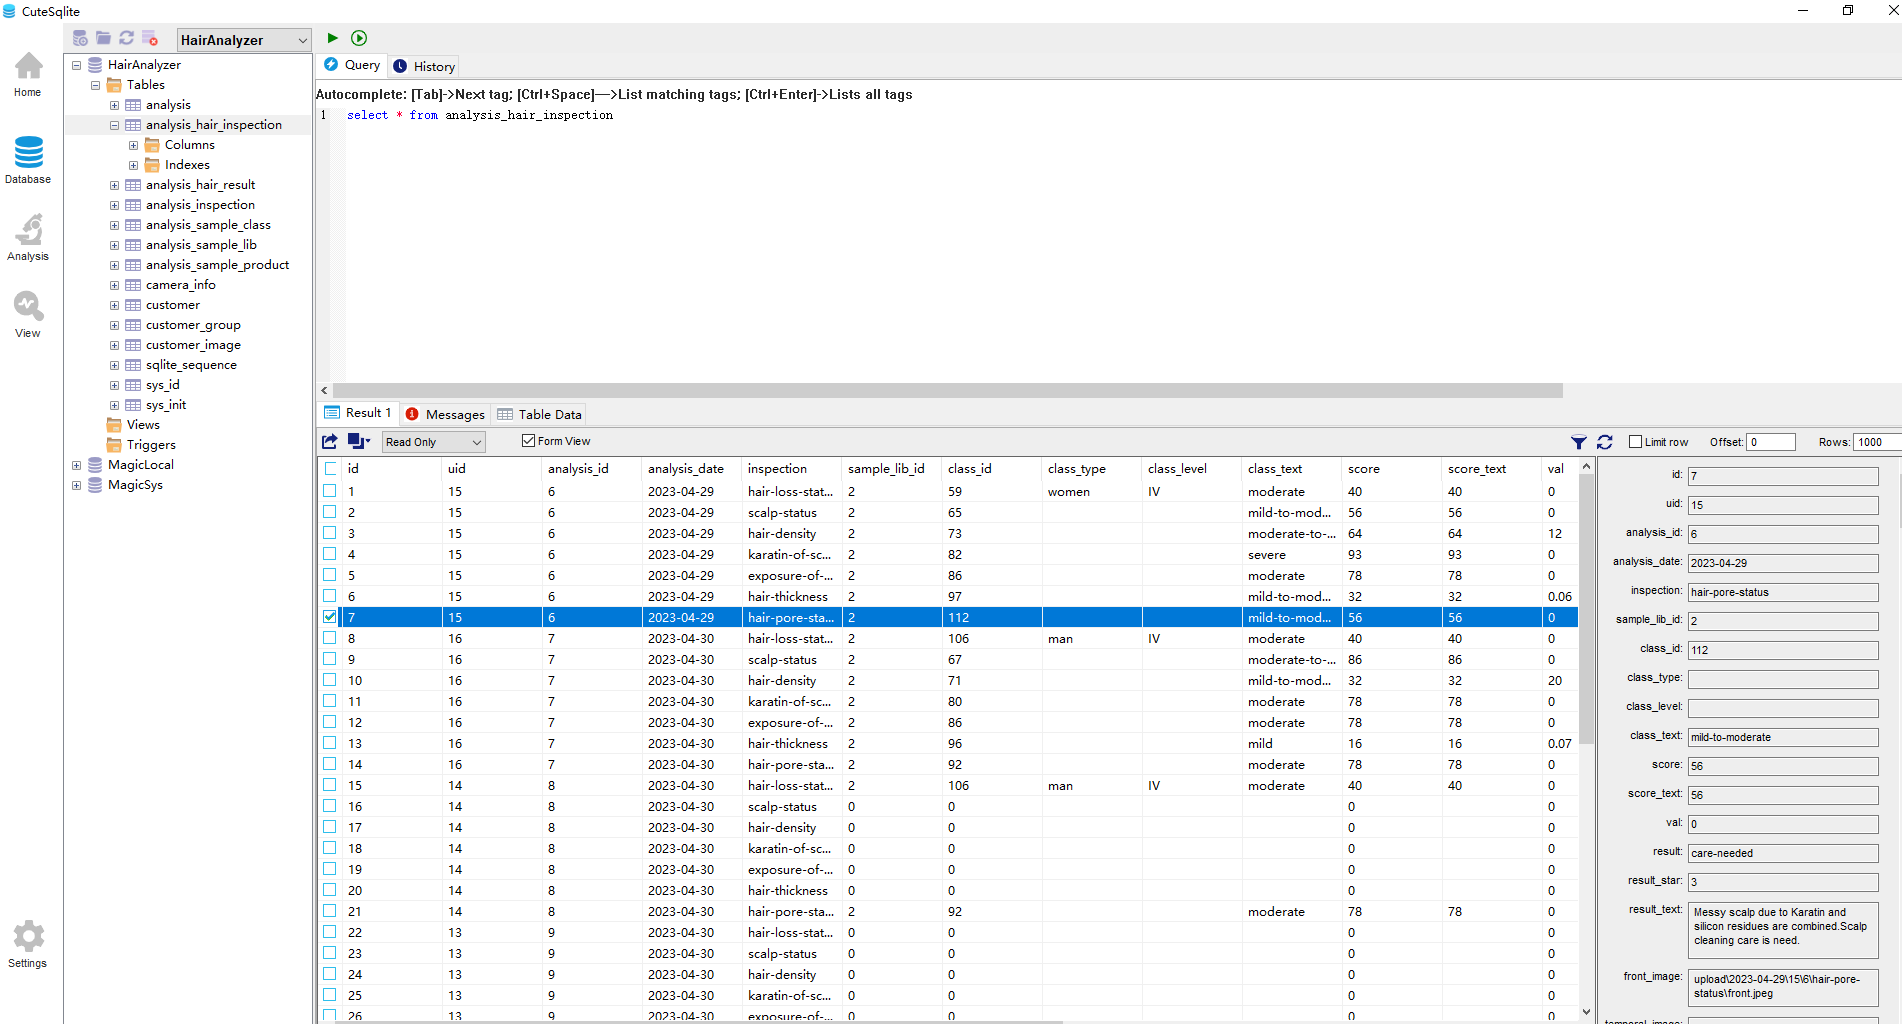 CuteSqlite
HairAnalyzer
Home
Database
Analysis
View
Settings
HairAnalyzer
Tables
analysis
analysis_hair_inspection
Columns
Indexes
analysis_hair_result
analysis_inspection
analysis_sample_class
analysis_sample_lib
analysis_sample_product
camera_info
customer
customer_group
customer_image
sqlite_sequence
sys_id
sys_init
Views
Triggers
MagicLocal
MagicSys
Query History
Autocomplete: [Tab]->Next tag; [Ctrl+Space]—>List matching tags; [Ctrl+Enter]->Lists all tags
1 select * from analysis_hair_inspection
Result 1 Messages Table Data
Read Only Form View Limit row Offset: 0 Rows: 1000
id uid analysis_id analysis_date inspection sample_lib_id class_id class_type class_level class_text score score_text val
1 15 6 2023-04-29 hair-loss-stat... 2 59 women IV moderate 40 40 0
2 15 6 2023-04-29 scalp-status 2 65 mild-to-mod... 56 56 0
3 15 6 2023-04-29 hair-density 2 73 moderate-to-... 64 64 12
4 15 6 2023-04-29 karatin-of-sc... 2 82 severe 93 93 0
5 15 6 2023-04-29 exposure-of-... 2 86 moderate 78 78 0
6 15 6 2023-04-29 hair-thickness 2 97 mild-to-mod... 32 32 0.06
7 15 6 2023-04-29 hair-pore-sta... 2 112 mild-to-mod... 56 56 0
8 16 7 2023-04-30 hair-loss-stat... 2 106 man IV moderate 40 40 0
9 16 7 2023-04-30 scalp-status 2 67 moderate-to-... 86 86 0
10 16 7 2023-04-30 hair-density 2 71 mild-to-mod... 32 32 20
11 16 7 2023-04-30 karatin-of-sc... 2 80 moderate 78 78 0
12 16 7 2023-04-30 exposure-of-... 2 86 moderate 78 78 0
13 16 7 2023-04-30 hair-thickness 2 96 mild 16 16 0.07
14 16 7 2023-04-30 hair-pore-sta... 2 92 moderate 78 78 0
15 14 8 2023-04-30 hair-loss-stat... 2 106 man IV moderate 40 40 0
16 14 8 2023-04-30 scalp-status 0 0 0 0
17 14 8 2023-04-30 hair-density 0 0 0 0
18 14 8 2023-04-30 karatin-of-sc... 0 0 0 0
19 14 8 2023-04-30 exposure-of-... 0 0 0 0
20 14 8 2023-04-30 hair-thickness 0 0 0 0
21 14 8 2023-04-30 hair-pore-sta... 2 92 moderate 78 78 0
22 13 9 2023-04-30 hair-loss-stat... 0 0 0 0
23 13 9 2023-04-30 scalp-status 0 0 0 0
24 13 9 2023-04-30 hair-density 0 0 0 0
25 13 9 2023-04-30 karatin-of-sc... 0 0 0 0
26 13 9 2023-04-30 exposure-of-... 0 0 0 0
id: 7
uid: 15
analysis_id: 6
analysis_date: 2023-04-29
inspection: hair-pore-status
sample_lib_id: 2
class_id: 112
class_type:
class_level:
class_text: mild-to-moderate
score: 56
score_text: 56
val: 0
result: care-needed
result_star: 3
result_text: Messy scalp due to Karatin and
silicon residues are combined.Scalp
cleaning care is need.
front_image: upload\2023-04-29\15\6\hair-pore-
status\front.jpeg